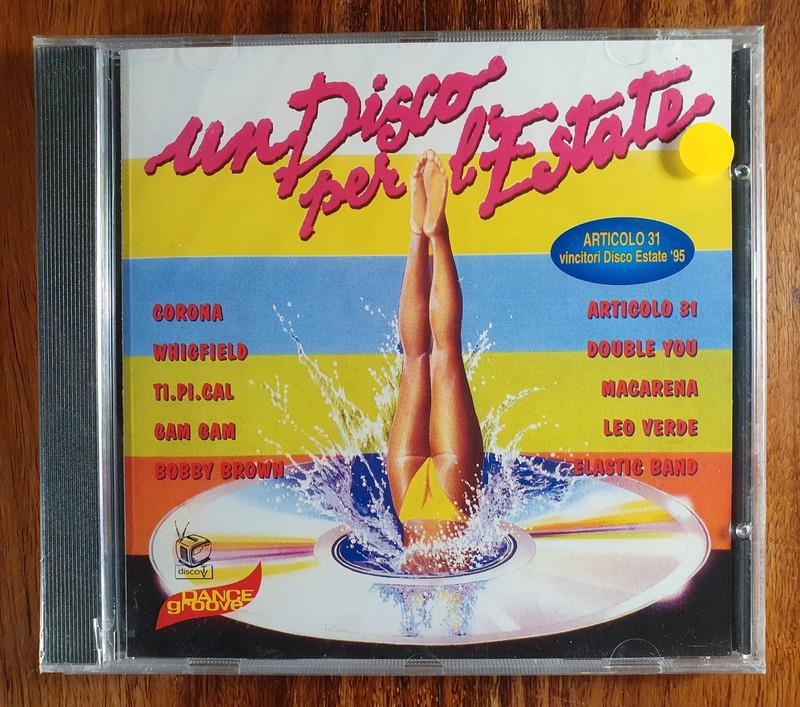 un Disco
per l'Estate
ARTICOLO 31
vincitori Disco Estate '95
CORONA
WHIGFIELD
TI.PI.CAL
GAM GAM
BOBBY BROWN
ARTICOLO 31
DOUBLE YOU
MACARENA
LEO VERDE
ELASTIC BAND
discoTV
DANCE
groove